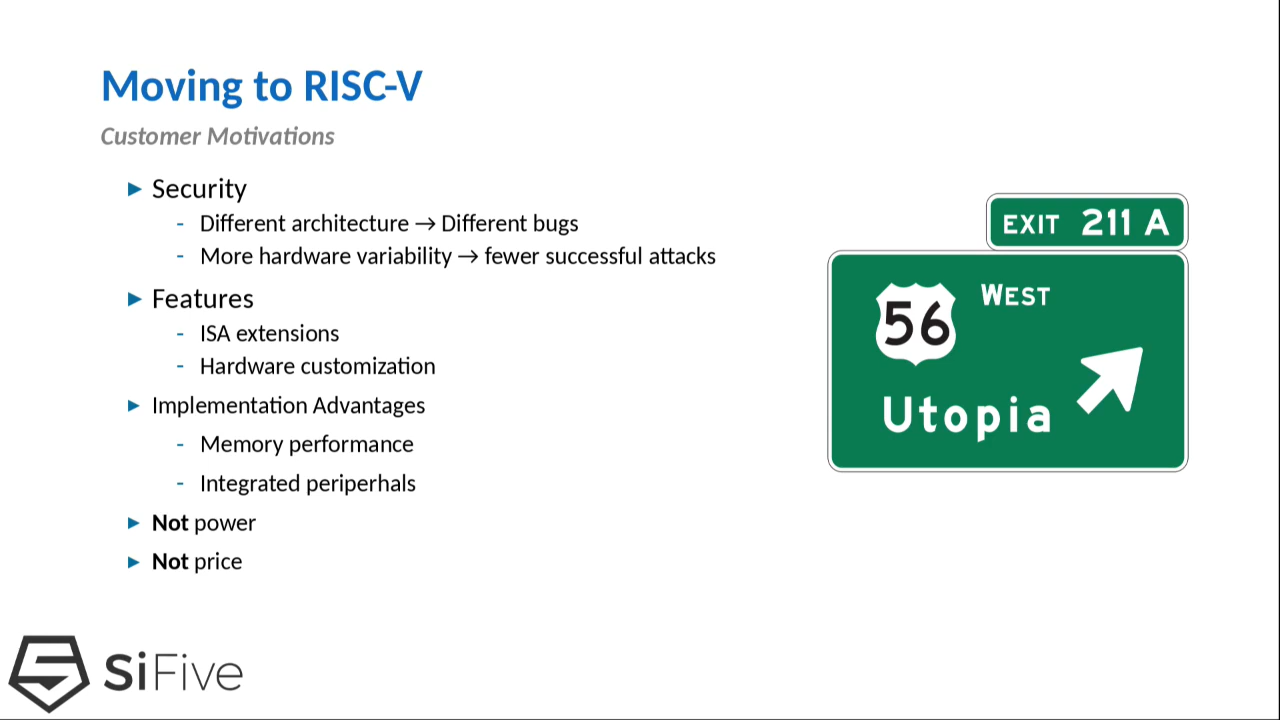 Moving to RISC-V
Customer Motivations
► Security
- Different architecture → Different bugs
- More hardware variability → fewer successful attacks
► Features
- ISA extensions
- Hardware customization
► Implementation Advantages
- Memory performance
- Integrated periperhals
► Not power
► Not price
EXIT 211 A
56 WEST
Utopia
SiFive